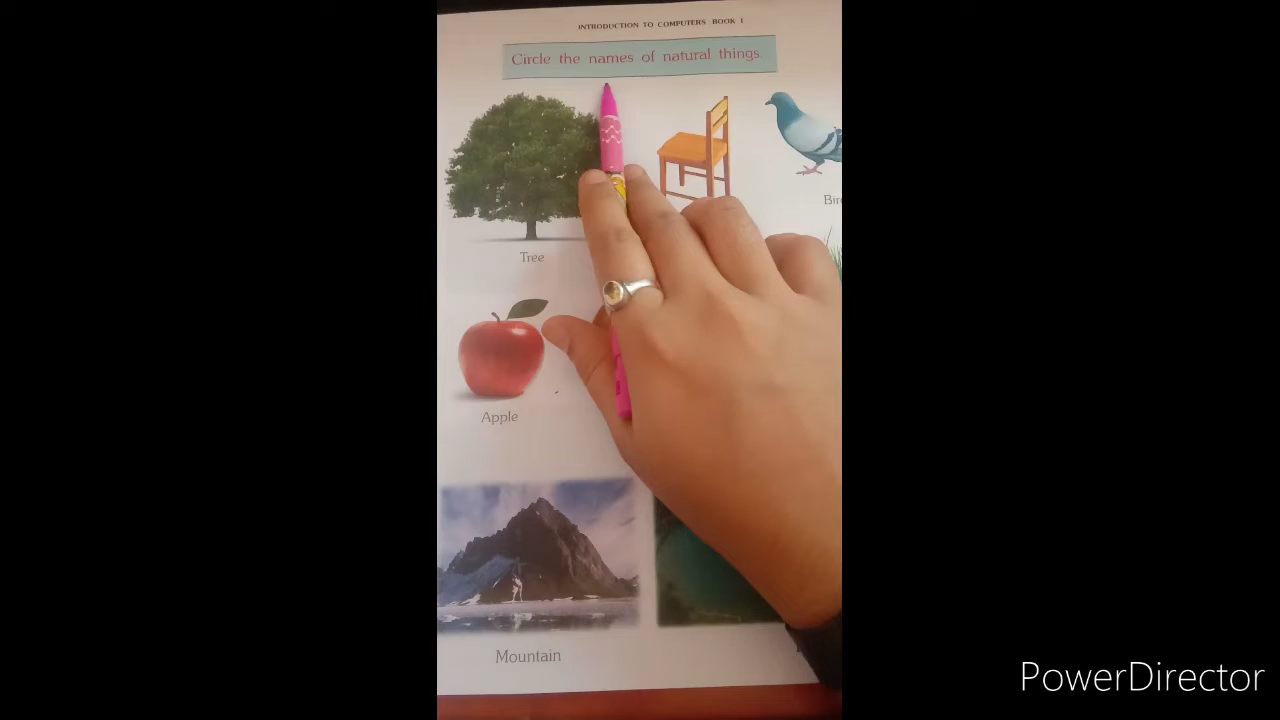 INTRODUCTION TO COMPUTERS BOOK 1
Circle the names of natural things.
Tree
Apple
Mountain
PowerDirector